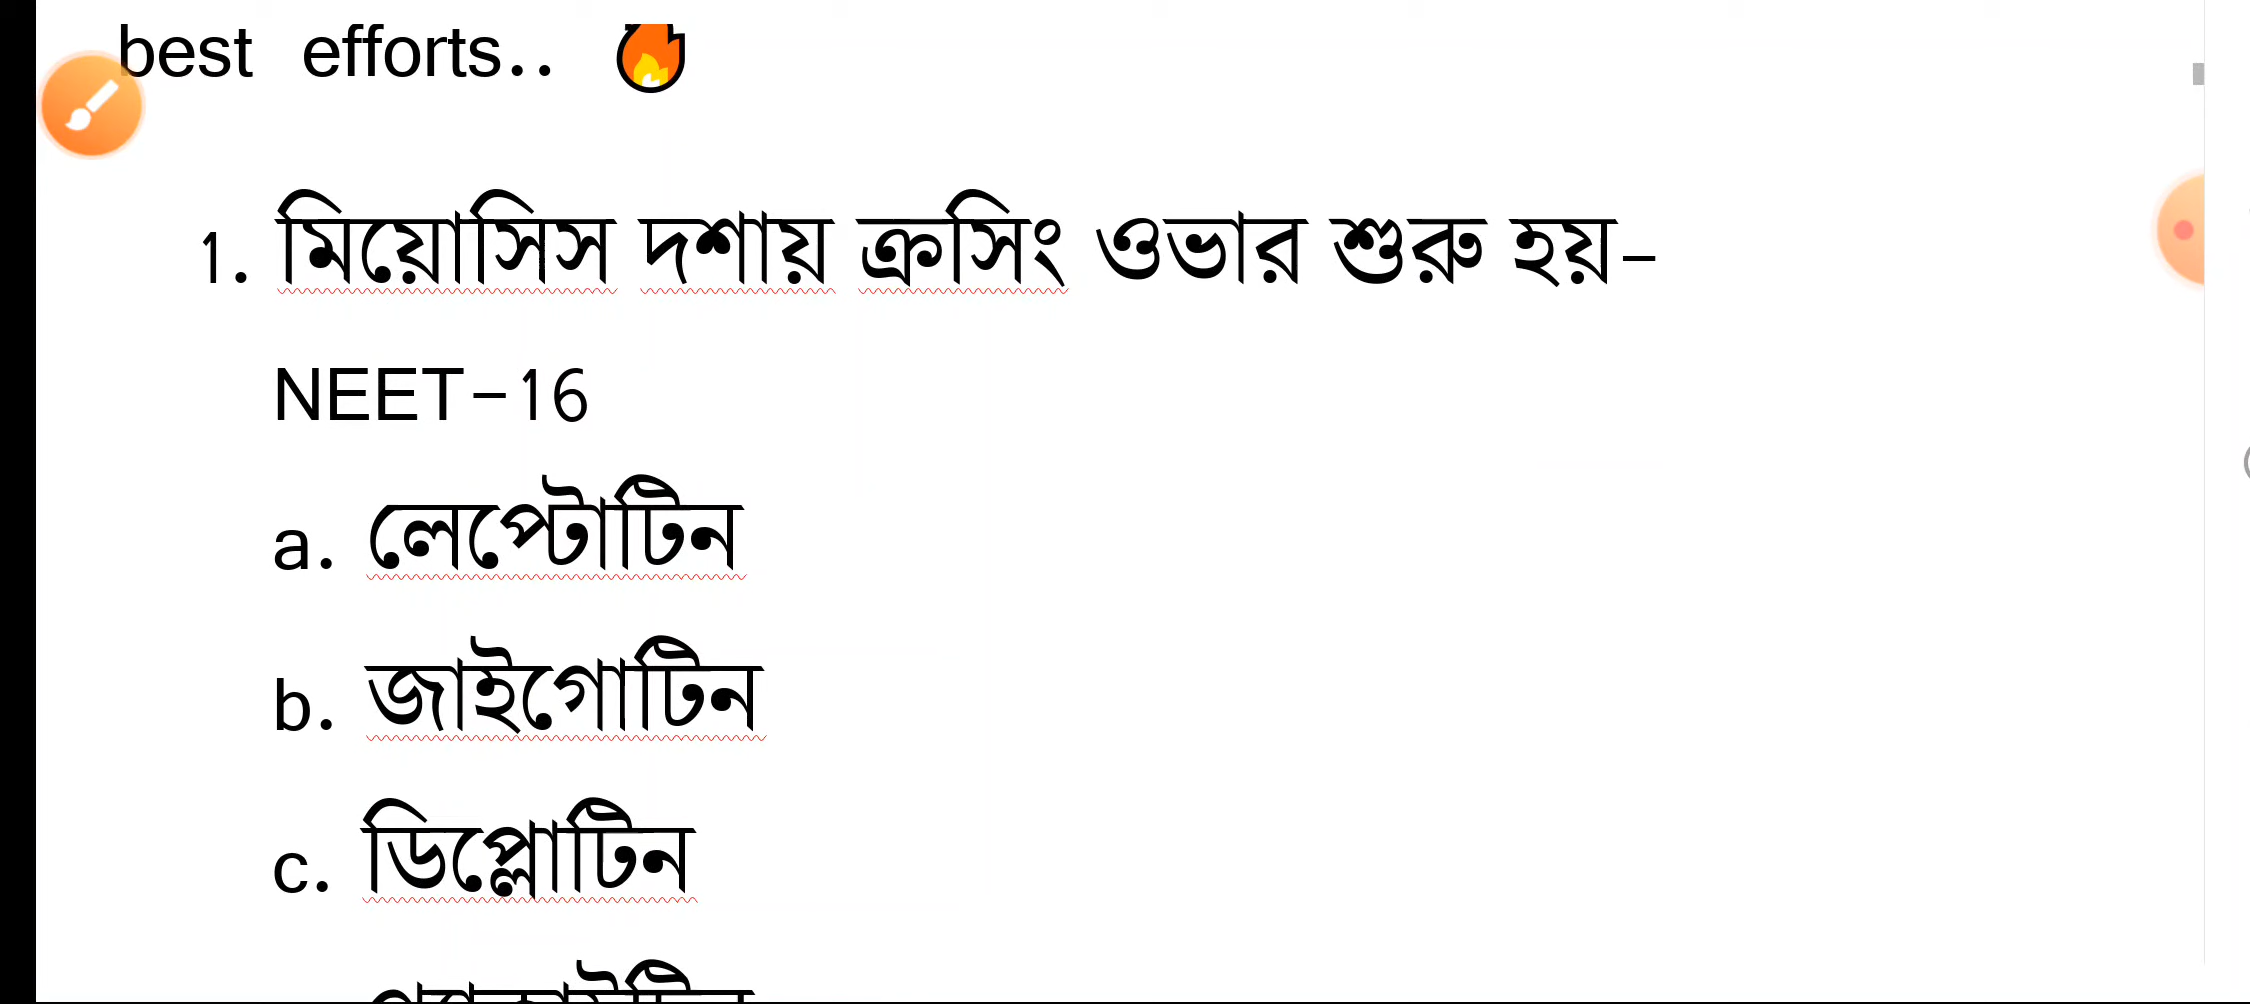 best efforts.. 🔥
1. মিয়োসিস দশায় ক্রসিং ওভার শুরু হয়-
NEET-16
a. লেপ্টোটিন
b. জাইগোটিন
c. ডিপ্লোটিন